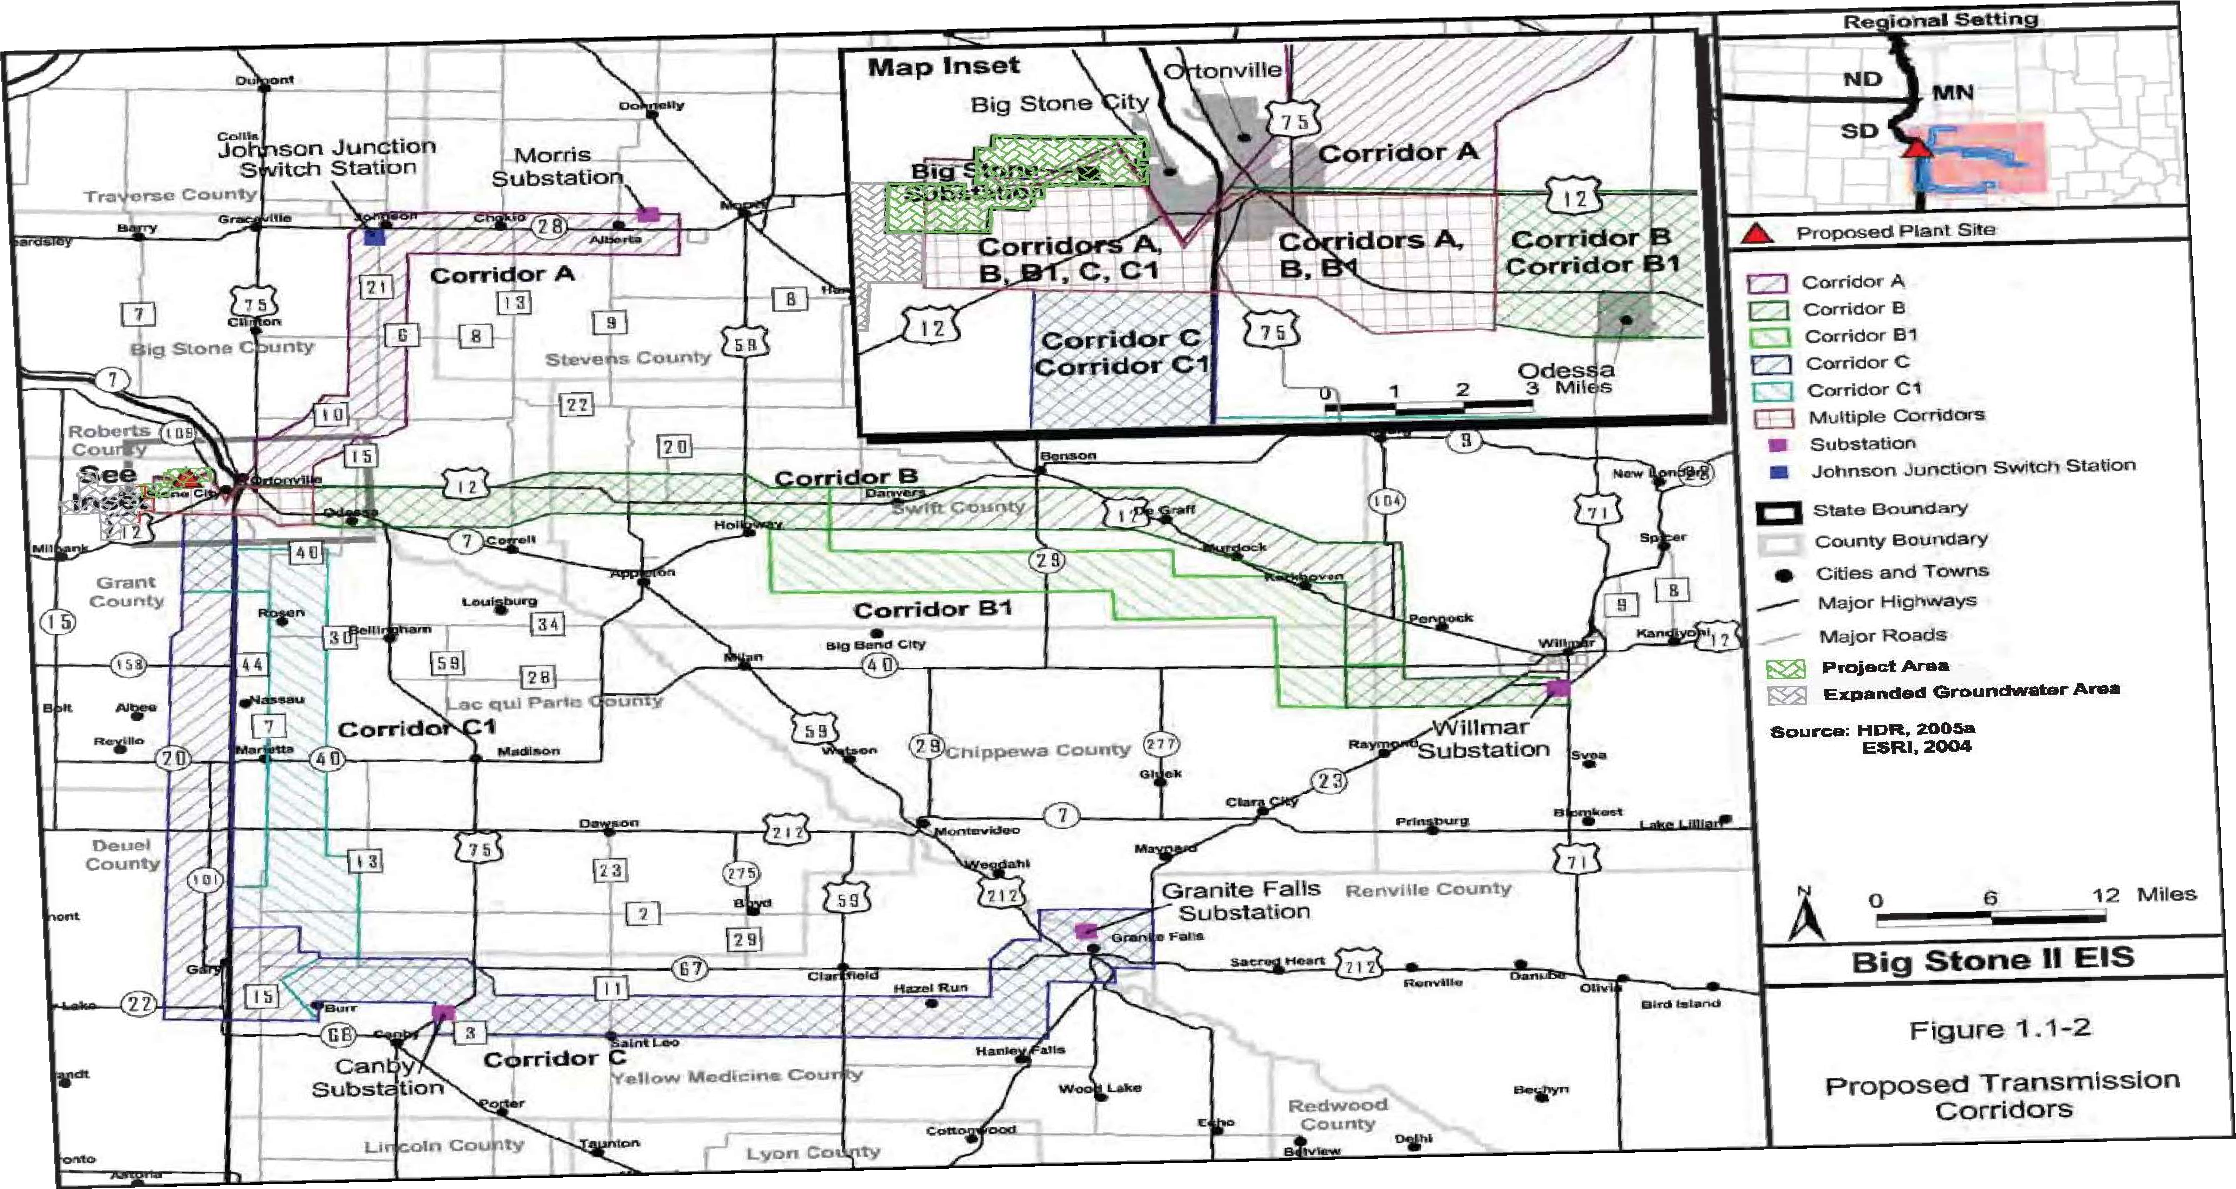 Regional Setting
ND
MN
SD
Proposed Plant Site
Corridor A
Corridor B
Corridor B1
Corridor C
Corridor C1
Multiple Corridors
Substation
Johnson Junction Switch Station
State Boundary
County Boundary
Cities and Towns
Major Highways
Major Roads
Project Area
Expanded Groundwater Area
Source: HDR, 2005a
ESRI, 2004
N
0 6 12 Miles
Big Stone II EIS
Figure 1.1-2
Proposed Transmission
Corridors
Map Inset
Ortonville
Big Stone City
75
Corridor A
Big Stone
Substation
12
Corridors A,
B, B1, C, C1
Corridors A,
B, B1
Corridor B
Corridor B1
12
75
Corridor C
Corridor C1
Odessa
0 1 2 3 Miles
Dumont
Donnelly
Collis
Johnson Junction
Switch Station
Morris
Substation
Traverse County
Barry
Graceville
Johnson
Chokio
28
Alberta
Morris
eardsley
Corridor A
21
7
75
13
8
Clinton
6
8
9
59
Big Stone County
Stevens County
7
10
22
Roberts
County
109
15
20
Benson
9
See
Inset
Ortonville
12
Corridor B
Danvers
Swift County
12
De Graff
104
71
New London
Spicer
Odessa
Holloway
12
Milbank
40
7
Correll
29
Murdock
Kerkhoven
Appleton
Grant
County
Louisburg
Corridor B1
9
8
15
Rosen
30
Bellingham
34
Big Bend City
Pennock
Willmar
Kandiyohi
12
158
44
59
28
Milan
40
Lac qui Parle County
Bolt
Albee
Nassau
7
Corridor C1
59
Willmar
Substation
Revillo
Marietta
Madison
Watson
29
Chippewa County
277
Raymond
Svea
20
40
Gluek
23
Clara City
Dawson
212
Montevideo
7
Prinsburg
Blomkest
Lake Lillian
Deuel
County
13
75
Maynard
71
101
23
275
Wegdahl
59
212
Granite Falls
Substation
Renville County
mont
2
Boyd
29
Granite Falls
Gary
67
Clarkfield
Sacred Heart
212
Renville
Danube
Olivia
Bird Island
Lake
22
15
Burr
11
Hazel Run
68
Canby
3
Saint Leo
Canby
Substation
Corridor C
Hanley Falls
Yellow Medicine County
andt
Wood Lake
Bechyn
Porter
Redwood
County
Lincoln County
Taunton
Lyon County
Cottonwood
Echo
Belview
Delhi
onto
Astoria